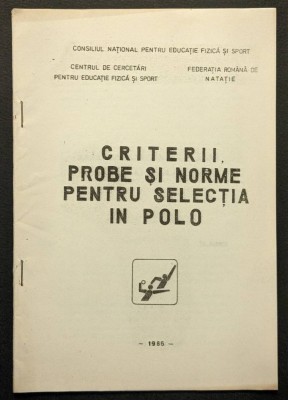 CONSILIUL NAȚIONAL PENTRU EDUCAȚIE FIZICĂ ȘI SPORT
CENTRUL DE CERCETĂRI
PENTRU EDUCAȚIE FIZICĂ ȘI SPORT
FEDERAȚIA ROMÂNĂ DE
NATAȚIE
CRITERII,
PROBE ȘI NORME
PENTRU SELECȚIA
IN POLO
- 1986 -